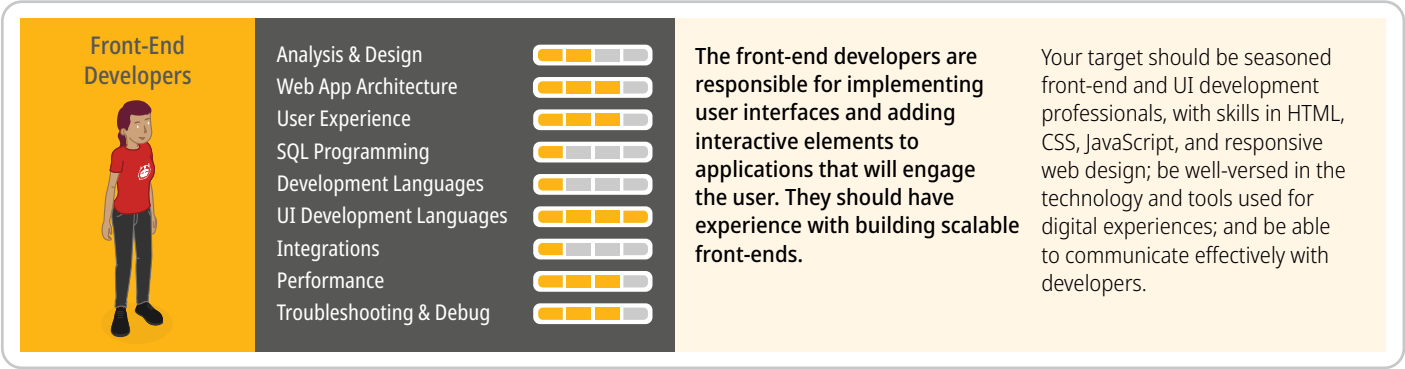 Front-End
Developers
Analysis & Design
Web App Architecture
User Experience
SQL Programming
Development Languages
UI Development Languages
Integrations
Performance
Troubleshooting & Debug
The front-end developers are
responsible for implementing
user interfaces and adding
interactive elements to
applications that will engage
the user. They should have
experience with building scalable
front-ends.
Your target should be seasoned
front-end and UI development
professionals, with skills in HTML,
CSS, JavaScript, and responsive
web design; be well-versed in the
technology and tools used for
digital experiences; and be able
to communicate effectively with
developers.